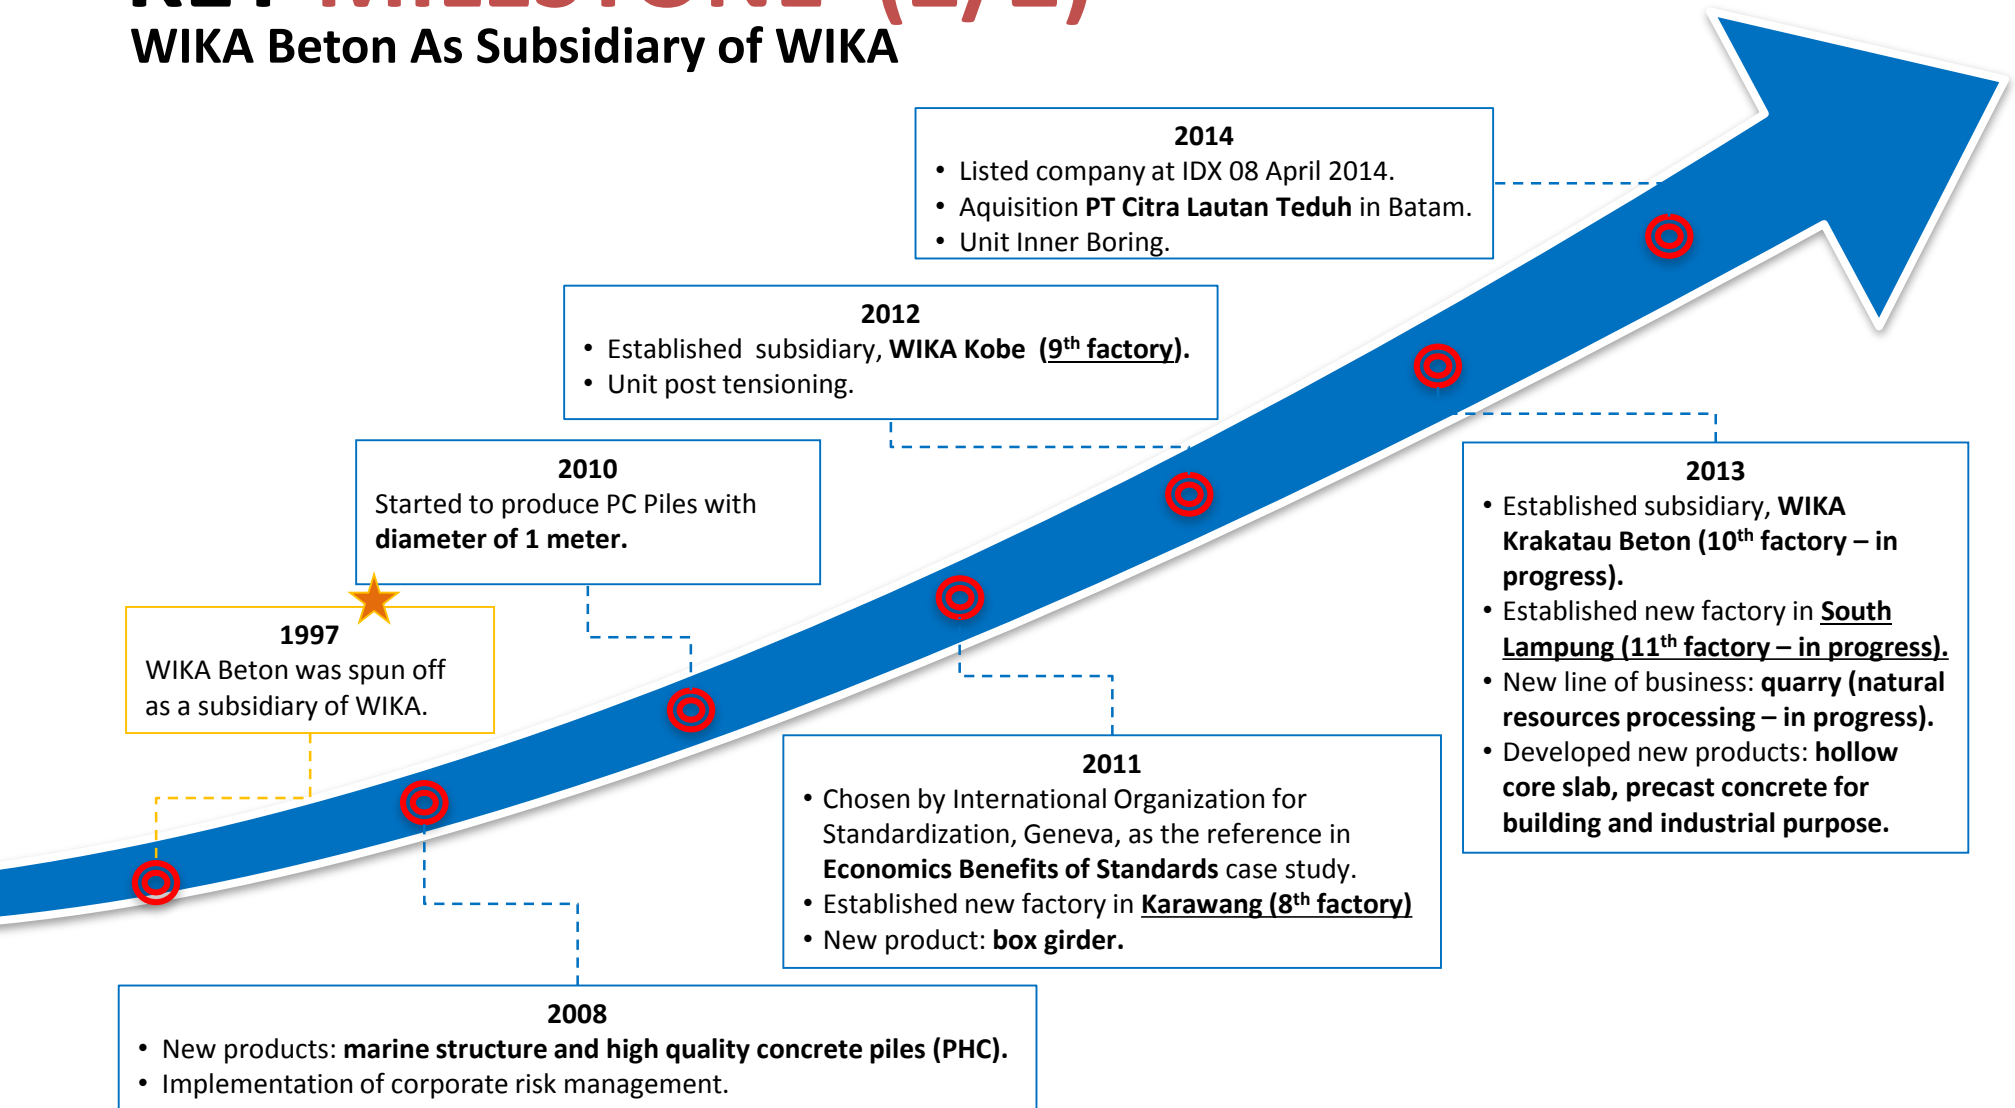 WIKA Beton As Subsidiary of WIKA
2014
• Listed company at IDX 08 April 2014.
• Aquisition PT Citra Lautan Teduh in Batam.
• Unit Inner Boring.
2012
• Established subsidiary, WIKA Kobe (9th factory).
• Unit post tensioning.
2010
Started to produce PC Piles with
diameter of 1 meter.
2013
• Established subsidiary, WIKA
Krakatau Beton (10th factory – in
progress).
• Established new factory in South
Lampung (11th factory – in progress).
• New line of business: quarry (natural
resources processing – in progress).
• Developed new products: hollow
core slab, precast concrete for
building and industrial purpose.
1997
WIKA Beton was spun off
as a subsidiary of WIKA.
2011
• Chosen by International Organization for
Standardization, Geneva, as the reference in
Economics Benefits of Standards case study.
• Established new factory in Karawang (8th factory)
• New product: box girder.
2008
• New products: marine structure and high quality concrete piles (PHC).
• Implementation of corporate risk management.